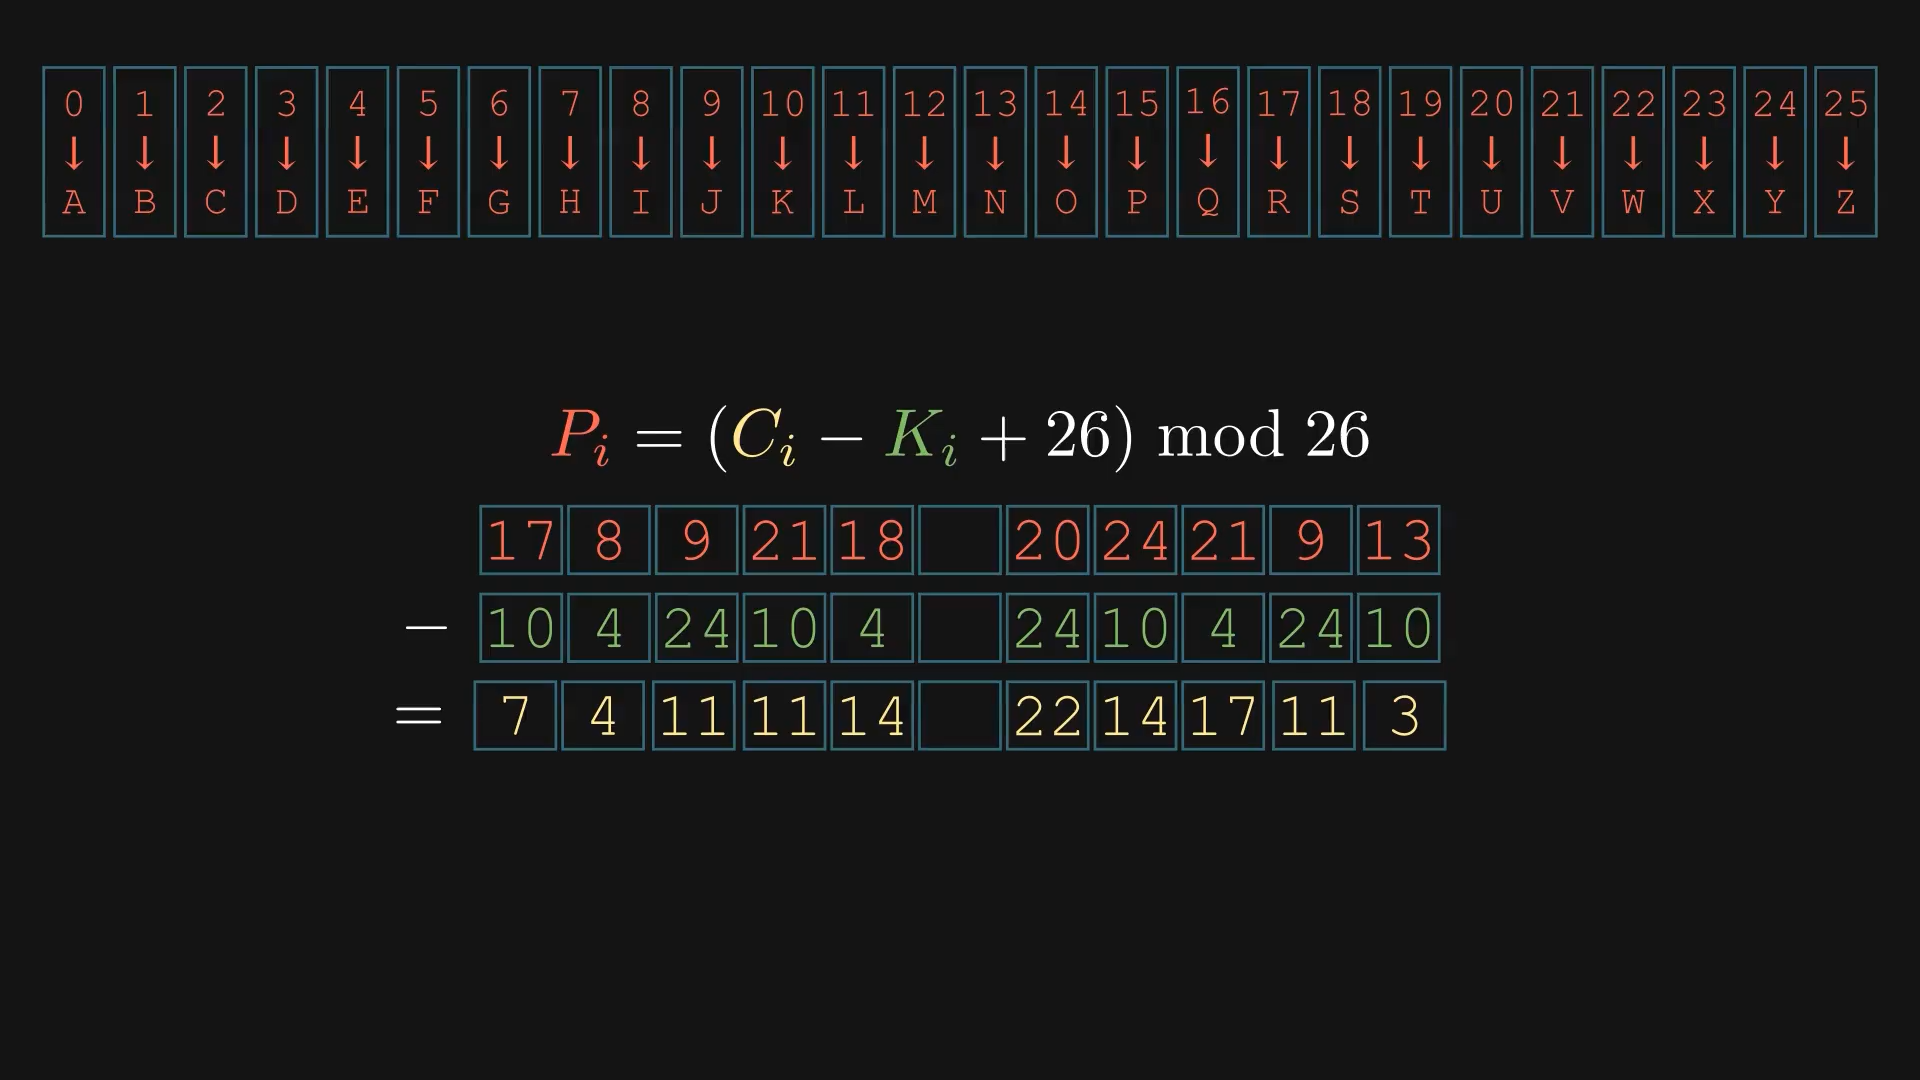 0 1 2 3 4 5 6 7 8 9 10 11 12 13 14 15 16 17 18 19 20 21 22 23 24 25
↓ ↓ ↓ ↓ ↓ ↓ ↓ ↓ ↓ ↓ ↓ ↓ ↓ ↓ ↓ ↓ ↓ ↓ ↓ ↓ ↓ ↓ ↓ ↓ ↓ ↓
A B C D E F G H I J K L M N O P Q R S T U V W X Y Z
P_i = (C_i − K_i + 26) mod 26
17 8 9 21 18 20 24 21 9 13
− 10 4 24 10 4 24 10 4 24 10
= 7 4 11 11 14 22 14 17 11 3